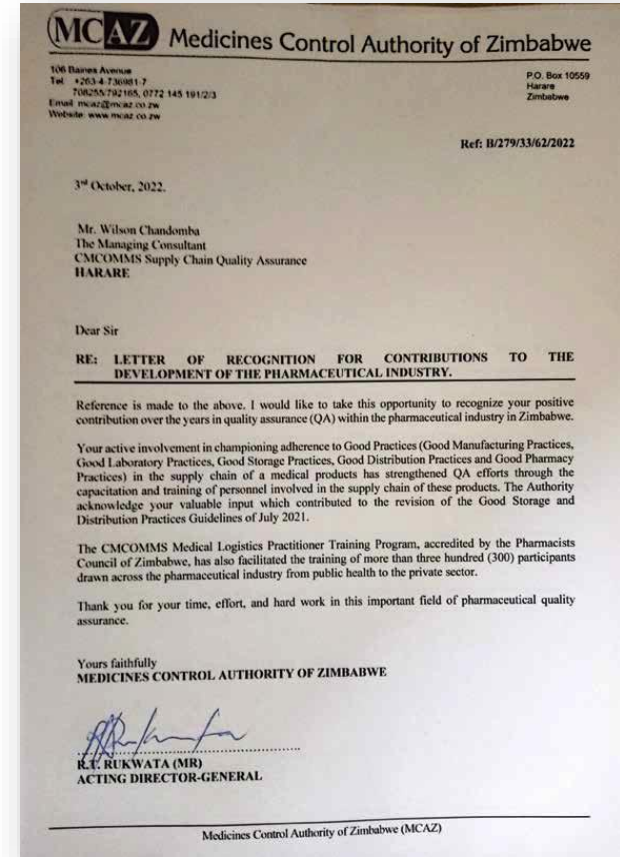 MCAZ Medicines Control Authority of Zimbabwe
106 Baines Avenue
Tel: +263-4-736981-7
708255/792165, 0772 145 191/2/3
Email: mcaz@mcaz.co.zw
Website: www.mcaz.co.zw
P.O. Box 10559
Harare
Zimbabwe
Ref: B/279/33/62/2022
3rd October, 2022.
Mr. Wilson Chandomba
The Managing Consultant
CMCOMMS Supply Chain Quality Assurance
HARARE
Dear Sir
RE: LETTER OF RECOGNITION FOR CONTRIBUTIONS TO THE
DEVELOPMENT OF THE PHARMACEUTICAL INDUSTRY.
Reference is made to the above. I would like to take this opportunity to recognize your positive
contribution over the years in quality assurance (QA) within the pharmaceutical industry in Zimbabwe.
Your active involvement in championing adherence to Good Practices (Good Manufacturing Practices,
Good Laboratory Practices, Good Storage Practices, Good Distribution Practices and Good Pharmacy
Practices) in the supply chain of a medical products has strengthened QA efforts through the
capacitation and training of personnel involved in the supply chain of these products. The Authority
acknowledge your valuable input which contributed to the revision of the Good Storage and
Distribution Practices Guidelines of July 2021.
The CMCOMMS Medical Logistics Practitioner Training Program, accredited by the Pharmacists
Council of Zimbabwe, has also facilitated the training of more than three hundred (300) participants
drawn across the pharmaceutical industry from public health to the private sector.
Thank you for your time, effort, and hard work in this important field of pharmaceutical quality
assurance.
Yours faithfully
MEDICINES CONTROL AUTHORITY OF ZIMBABWE
R.T. RUKWATA (MR)
ACTING DIRECTOR-GENERAL
Medicines Control Authority of Zimbabwe (MCAZ)